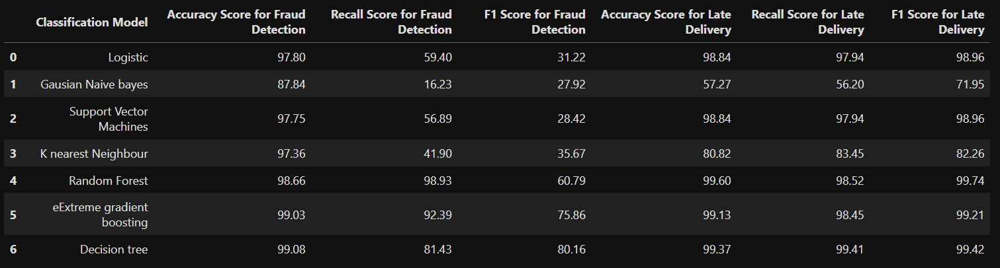 Classification Model Accuracy Score for Fraud Detection Recall Score for Fraud Detection F1 Score for Fraud Detection Accuracy Score for Late Delivery Recall Score for Late Delivery F1 Score for Late Delivery
0 Logistic 97.80 59.40 31.22 98.84 97.94 98.96
1 Gausian Naive bayes 87.84 16.23 27.92 57.27 56.20 71.95
2 Support Vector Machines 97.75 56.89 28.42 98.84 97.94 98.96
3 K nearest Neighbour 97.36 41.90 35.67 80.82 83.45 82.26
4 Random Forest 98.66 98.93 60.79 99.60 98.52 99.74
5 eExtreme gradient boosting 99.03 92.39 75.86 99.13 98.45 99.21
6 Decision tree 99.08 81.43 80.16 99.37 99.41 99.42